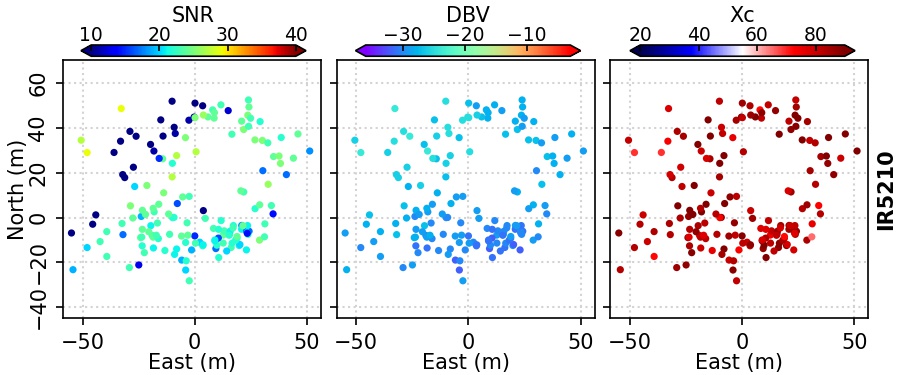 SNR DBV Xc
10 20 30 40 −30 −20 −10 20 40 60 80
60
40
20
0
−20
−40
North (m)
IR5210
−50 0 50 −50 0 50 −50 0 50
East (m) East (m) East (m)